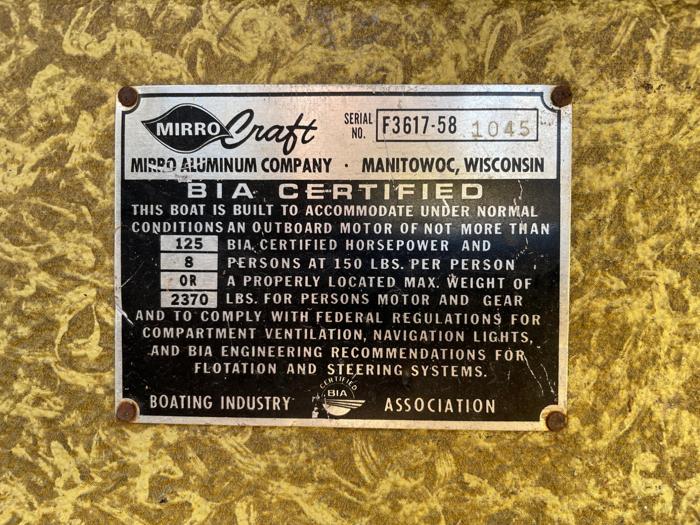 MIRRO Craft SERIAL NO. F3617-58 1045
MIRRO ALUMINUM COMPANY · MANITOWOC, WISCONSIN
BIA CERTIFIED
THIS BOAT IS BUILT TO ACCOMMODATE UNDER NORMAL
CONDITIONS AN OUTBOARD MOTOR OF NOT MORE THAN
125 BIA CERTIFIED HORSEPOWER AND
8 PERSONS AT 150 LBS. PER PERSON
OR A PROPERLY LOCATED MAX. WEIGHT OF
2370 LBS. FOR PERSONS MOTOR AND GEAR
AND TO COMPLY WITH FEDERAL REGULATIONS FOR
COMPARTMENT VENTILATION, NAVIGATION LIGHTS,
AND BIA ENGINEERING RECOMMENDATIONS FOR
FLOTATION AND STEERING SYSTEMS.
CERTIFIED
BIA
BOATING INDUSTRY ASSOCIATION